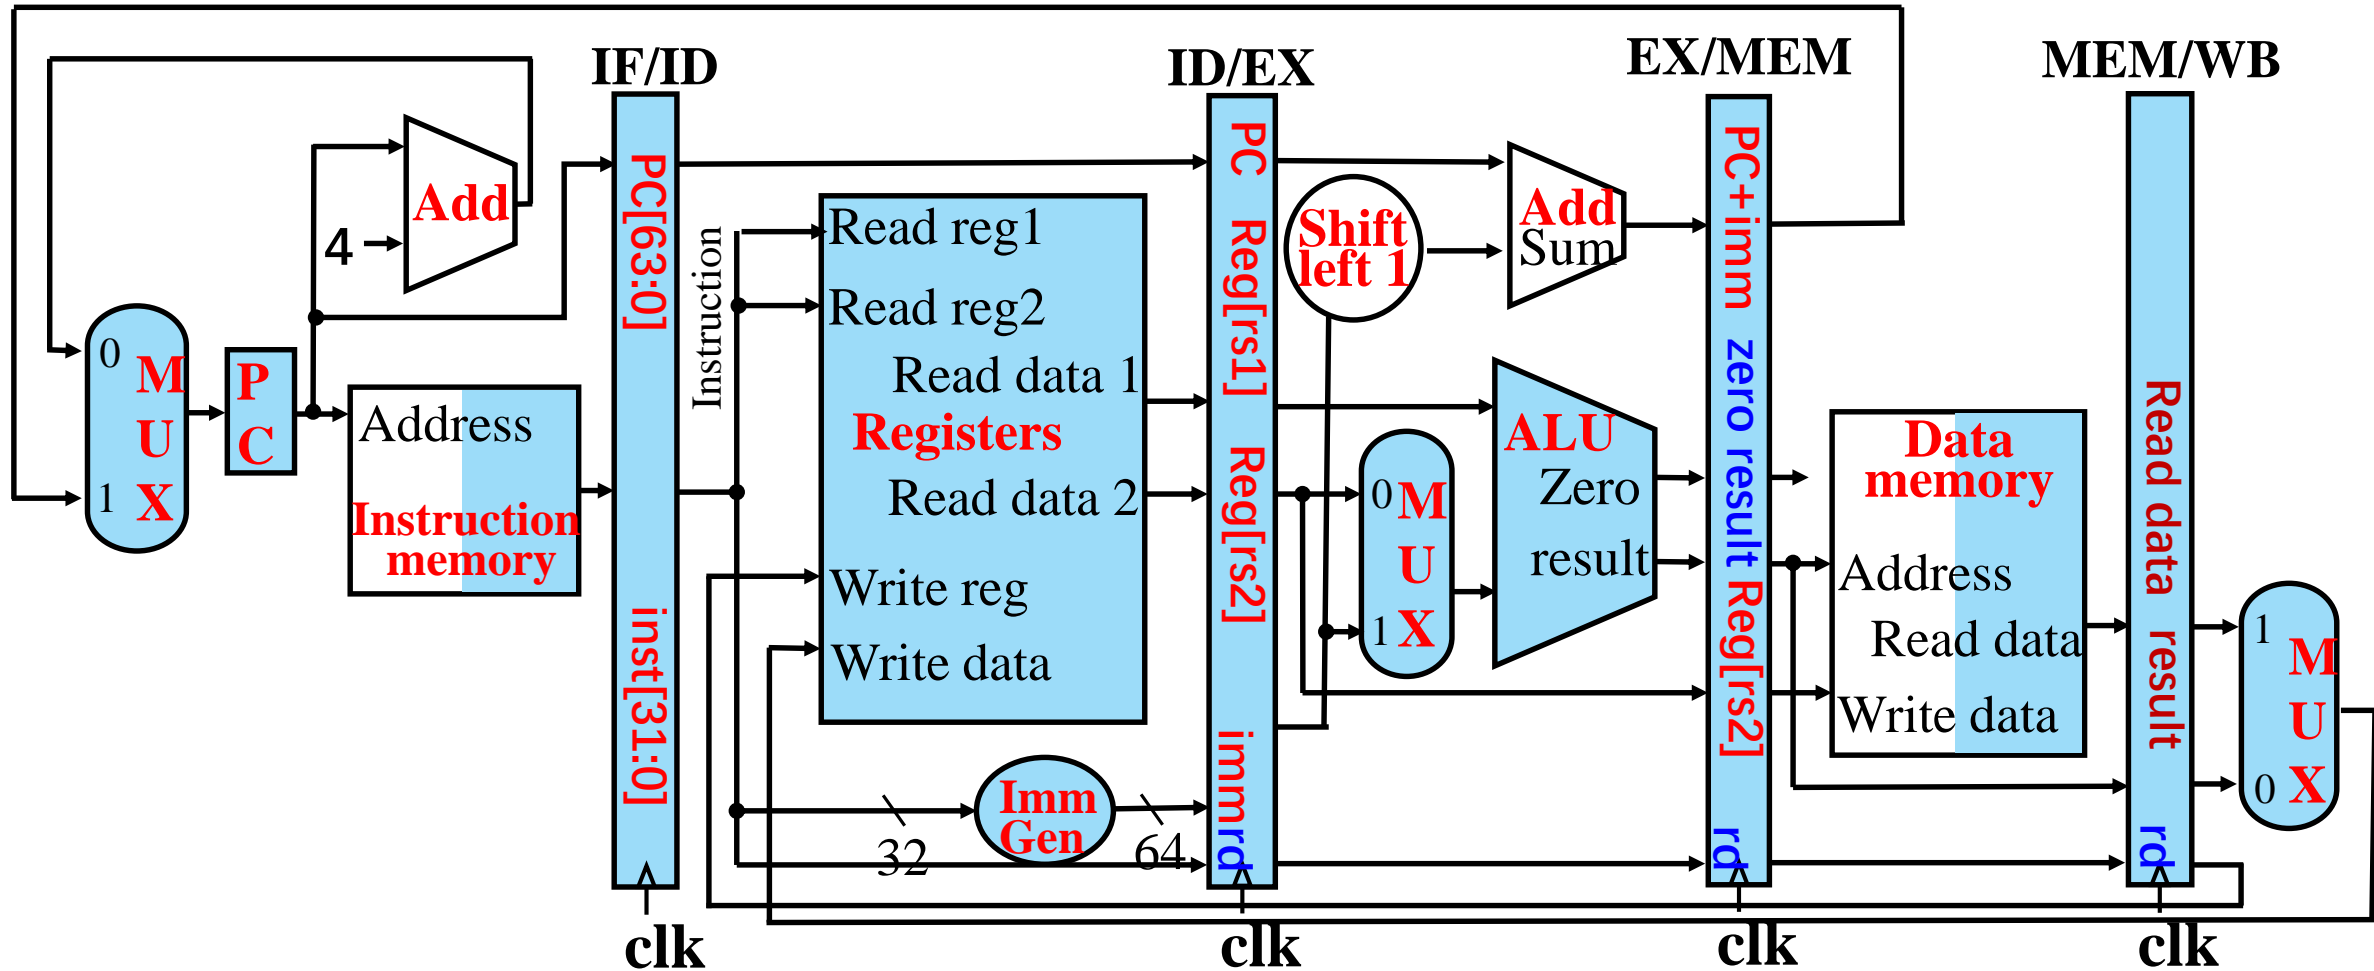 IF/ID
ID/EX
EX/MEM
MEM/WB
Add
4
0
1
MUX
PC
Address
Instruction
memory
PC[63:0]
inst[31:0]
Instruction
Read reg1
Read reg2
Read data 1
Registers
Read data 2
Write reg
Write data
Imm
Gen
32
64
PC
Reg[rs1]
Reg[rs2]
imm
rd
Shift
left 1
Add
Sum
0
1
MUX
ALU
Zero
result
PC+imm
zero
result
Reg[rs2]
rd
Data
memory
Address
Read data
Write data
Read data
result
rd
1
0
MUX
clk
clk
clk
clk